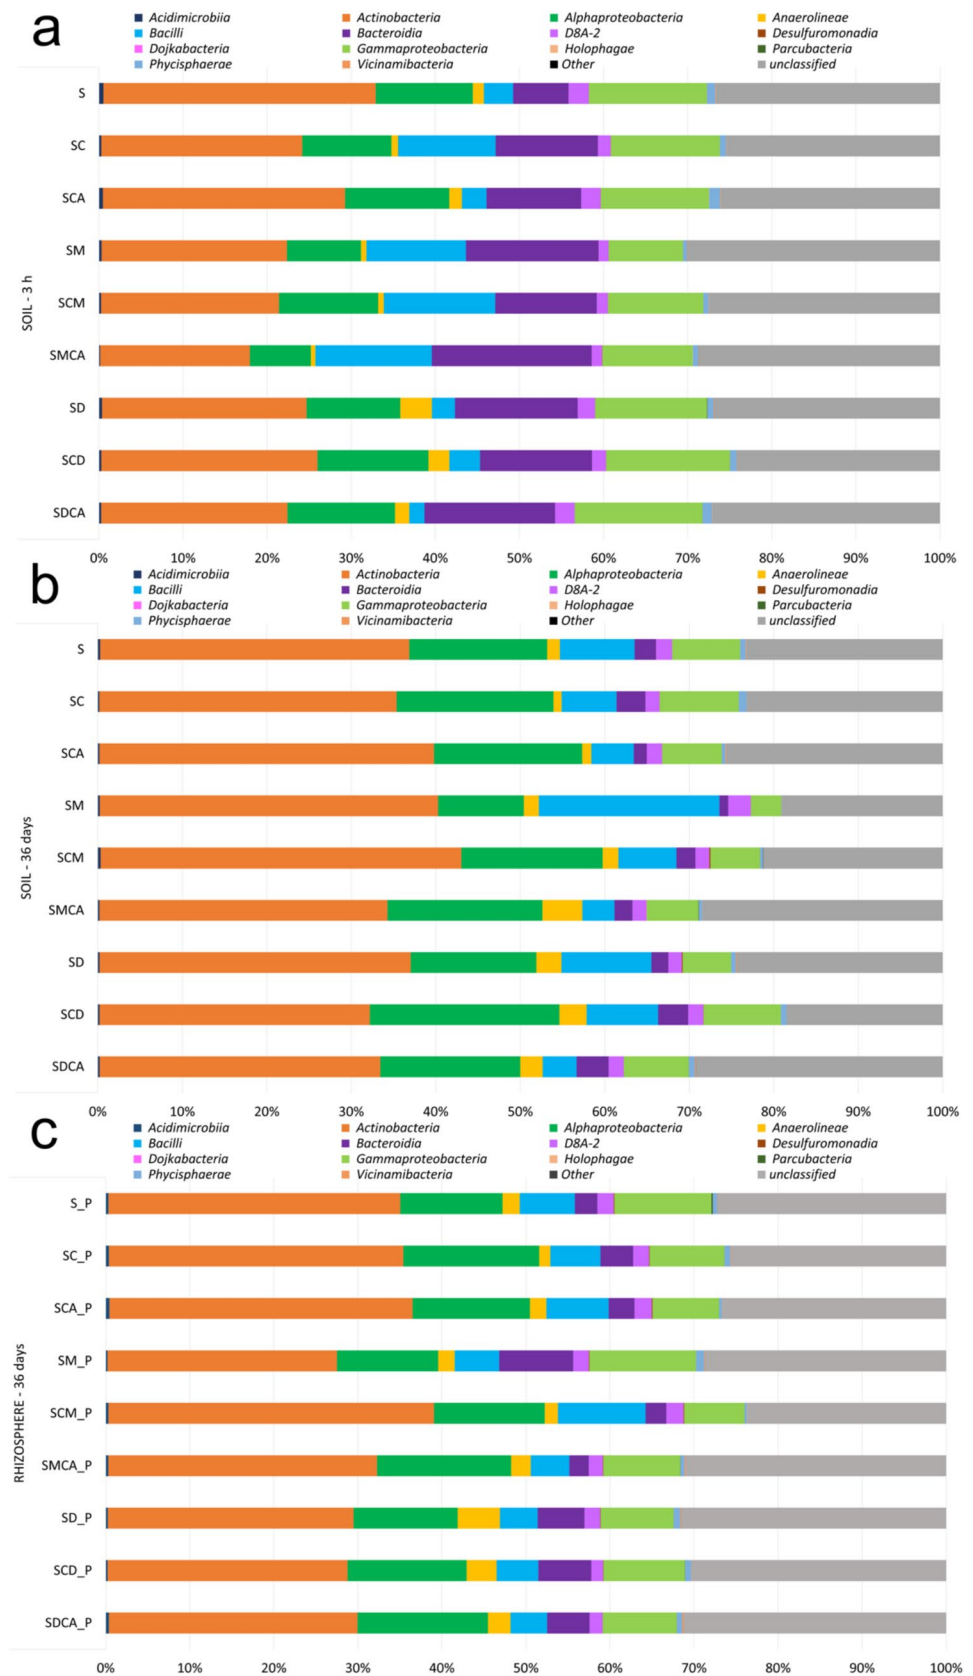 a
Acidimicrobiia Actinobacteria Alphaproteobacteria Anaerolineae
Bacilli Bacteroidia D8A-2 Desulfuromonadia
Dojkabacteria Gammaproteobacteria Holophagae Parcubacteria
Phycisphaerae Vicinamibacteria Other unclassified
SOIL - 3 h
S
SC
SCA
SM
SCM
SMCA
SD
SCD
SDCA
0% 10% 20% 30% 40% 50% 60% 70% 80% 90% 100%
b
Acidimicrobiia Actinobacteria Alphaproteobacteria Anaerolineae
Bacilli Bacteroidia D8A-2 Desulfuromonadia
Dojkabacteria Gammaproteobacteria Holophagae Parcubacteria
Phycisphaerae Vicinamibacteria Other unclassified
SOIL - 36 days
S
SC
SCA
SM
SCM
SMCA
SD
SCD
SDCA
0% 10% 20% 30% 40% 50% 60% 70% 80% 90% 100%
c
Acidimicrobiia Actinobacteria Alphaproteobacteria Anaerolineae
Bacilli Bacteroidia D8A-2 Desulfuromonadia
Dojkabacteria Gammaproteobacteria Holophagae Parcubacteria
Phycisphaerae Vicinamibacteria Other unclassified
RHIZOSPHERE - 36 days
S_P
SC_P
SCA_P
SM_P
SCM_P
SMCA_P
SD_P
SCD_P
SDCA_P
0% 10% 20% 30% 40% 50% 60% 70% 80% 90% 100%